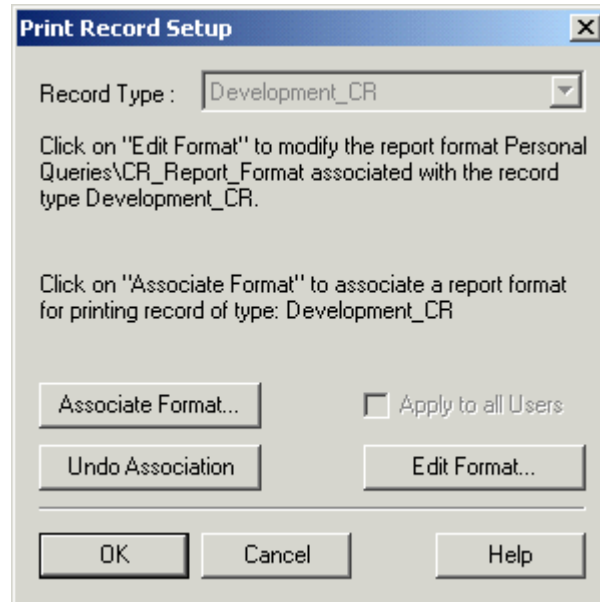 Print Record Setup
Record Type :
Development_CR
Click on "Edit Format" to modify the report format Personal
Queries\CR_Report_Format associated with the record
type Development_CR.
Click on "Associate Format" to associate a report format
for printing record of type: Development_CR
Associate Format...
Apply to all Users
Undo Association
Edit Format...
OK
Cancel
Help